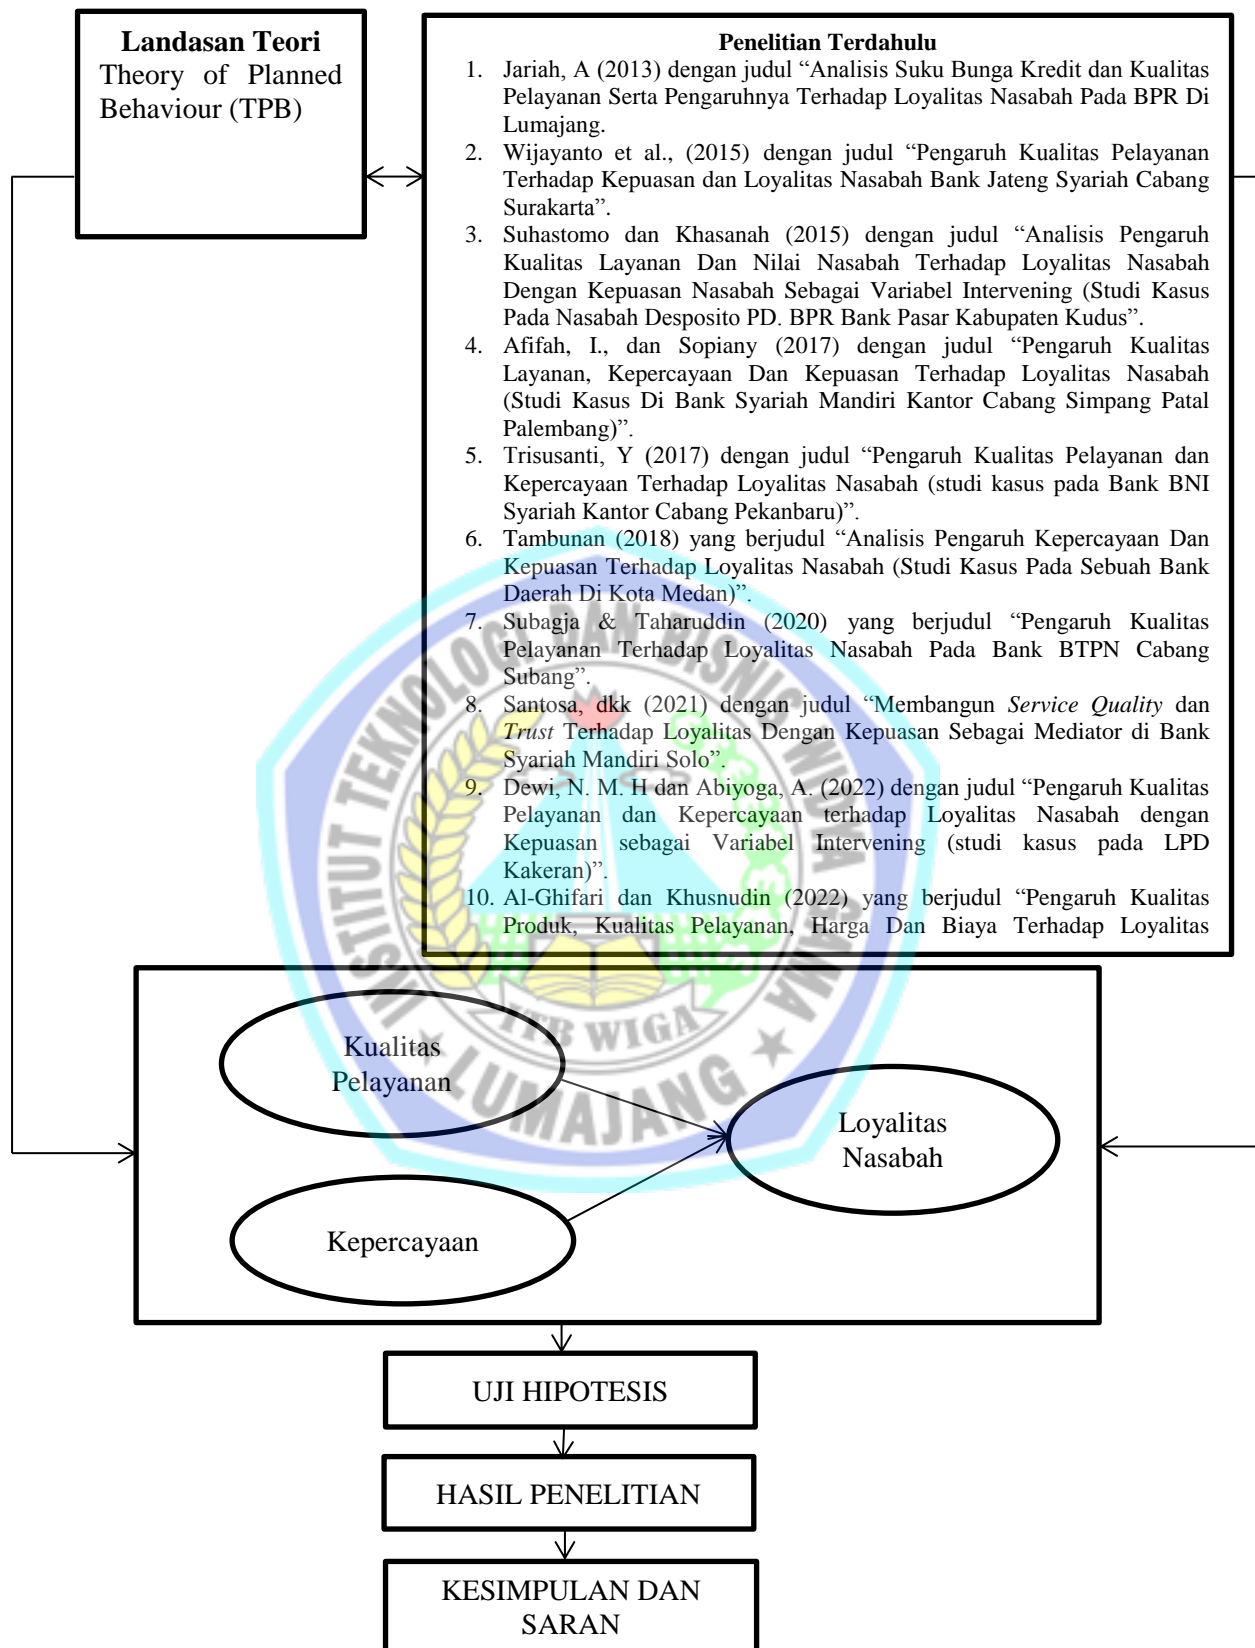 Landasan Teori
Theory of Planned
Behaviour (TPB)
Penelitian Terdahulu
1. Jariah, A (2013) dengan judul “Analisis Suku Bunga Kredit dan Kualitas
Pelayanan Serta Pengaruhnya Terhadap Loyalitas Nasabah Pada BPR Di
Lumajang.
2. Wijayanto et al., (2015) dengan judul “Pengaruh Kualitas Pelayanan
Terhadap Kepuasan dan Loyalitas Nasabah Bank Jateng Syariah Cabang
Surakarta”.
3. Suhastomo dan Khasanah (2015) dengan judul “Analisis Pengaruh
Kualitas Layanan Dan Nilai Nasabah Terhadap Loyalitas Nasabah
Dengan Kepuasan Nasabah Sebagai Variabel Intervening (Studi Kasus
Pada Nasabah Desposito PD. BPR Bank Pasar Kabupaten Kudus”.
4. Afifah, I., dan Sopiany (2017) dengan judul “Pengaruh Kualitas
Layanan, Kepercayaan Dan Kepuasan Terhadap Loyalitas Nasabah
(Studi Kasus Di Bank Syariah Mandiri Kantor Cabang Simpang Patal
Palembang)”.
5. Trisusanti, Y (2017) dengan judul “Pengaruh Kualitas Pelayanan dan
Kepercayaan Terhadap Loyalitas Nasabah (studi kasus pada Bank BNI
Syariah Kantor Cabang Pekanbaru)”.
6. Tambunan (2018) yang berjudul “Analisis Pengaruh Kepercayaan Dan
Kepuasan Terhadap Loyalitas Nasabah (Studi Kasus Pada Sebuah Bank
Daerah Di Kota Medan)”.
7. Subagja & Taharuddin (2020) yang berjudul “Pengaruh Kualitas
Pelayanan Terhadap Loyalitas Nasabah Pada Bank BTPN Cabang
Subang”.
8. Santosa, dkk (2021) dengan judul “Membangun Service Quality dan
Trust Terhadap Loyalitas Dengan Kepuasan Sebagai Mediator di Bank
Syariah Mandiri Solo”.
9. Dewi, N. M. H dan Abiyoga, A. (2022) dengan judul “Pengaruh Kualitas
Pelayanan dan Kepercayaan terhadap Loyalitas Nasabah dengan
Kepuasan sebagai Variabel Intervening (studi kasus pada LPD
Kakeran)”.
10. Al-Ghifari dan Khusnudin (2022) yang berjudul “Pengaruh Kualitas
Produk, Kualitas Pelayanan, Harga Dan Biaya Terhadap Loyalitas
INSTITUT TEKNOLOGI DAN BISNIS WIDYA GAMA
ITB WIGA
LUMAJANG
Kualitas
Pelayanan
Loyalitas
Nasabah
Kepercayaan
UJI HIPOTESIS
HASIL PENELITIAN
KESIMPULAN DAN
SARAN